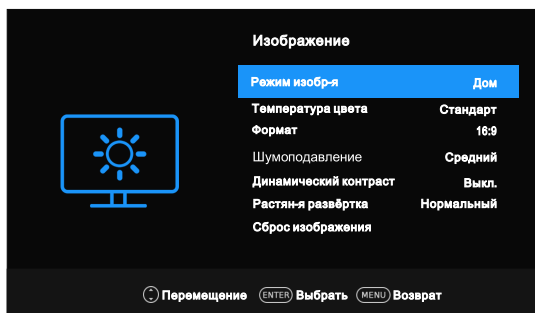 Изображение
Режим изобр-я Дом
Температура цвета Стандарт
Формат 16:9
Шумоподавление Средний
Динамический контраст Выкл.
Растян-я развёртка Нормальный
Сброс изображения
Перемещение ENTER Выбрать MENU Возврат